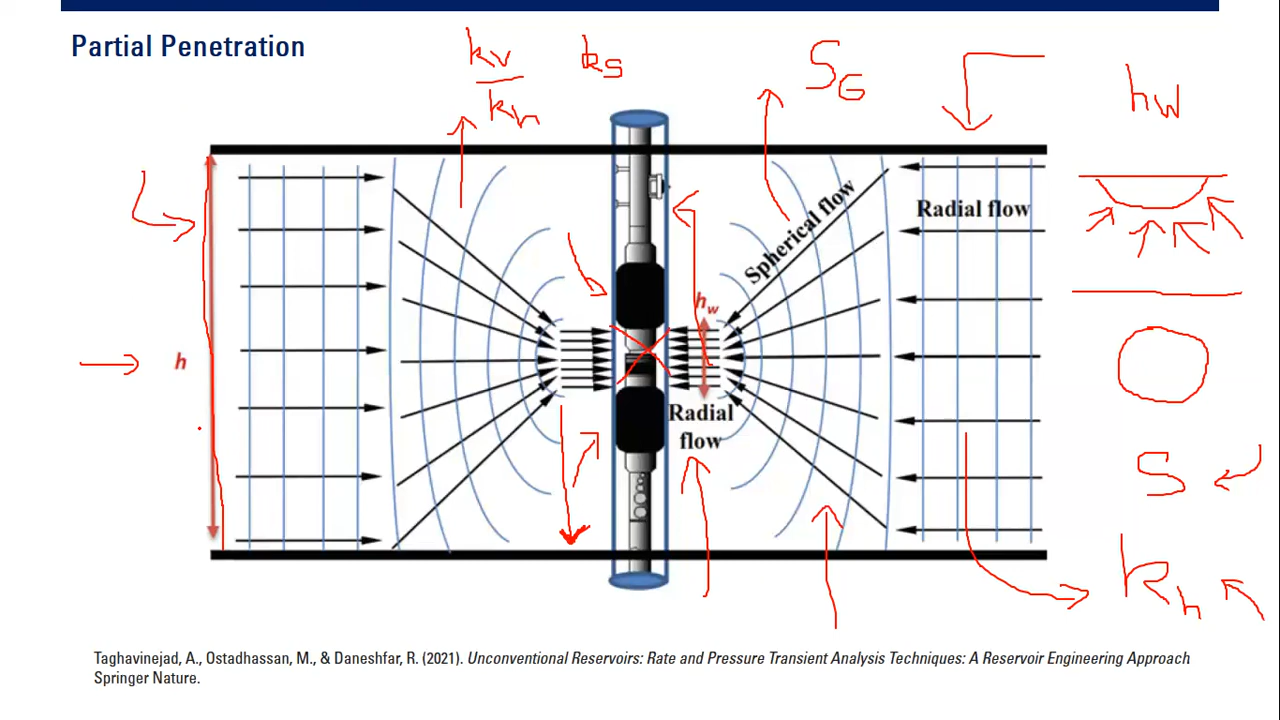 Partial Penetration
kv
kh
ks
SG
hw
Spherical flow
Radial flow
hw
h
Radial
flow
S
kh
Taghavinejad, A., Ostadhassan, M., & Daneshfar, R. (2021). Unconventional Reservoirs: Rate and Pressure Transient Analysis Techniques: A Reservoir Engineering Approach
Springer Nature.